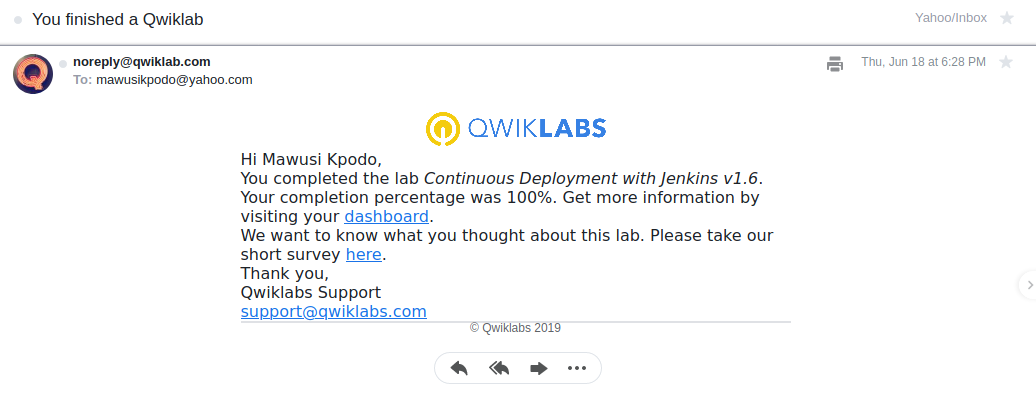 You finished a Qwiklab
Yahoo/Inbox
noreply@qwiklab.com
To: mawusikpodo@yahoo.com
Thu, Jun 18 at 6:28 PM
QWIKLABS
Hi Mawusi Kpodo,
You completed the lab Continuous Deployment with Jenkins v1.6.
Your completion percentage was 100%. Get more information by
visiting your dashboard.
We want to know what you thought about this lab. Please take our
short survey here.
Thank you,
Qwiklabs Support
support@qwiklabs.com
© Qwiklabs 2019